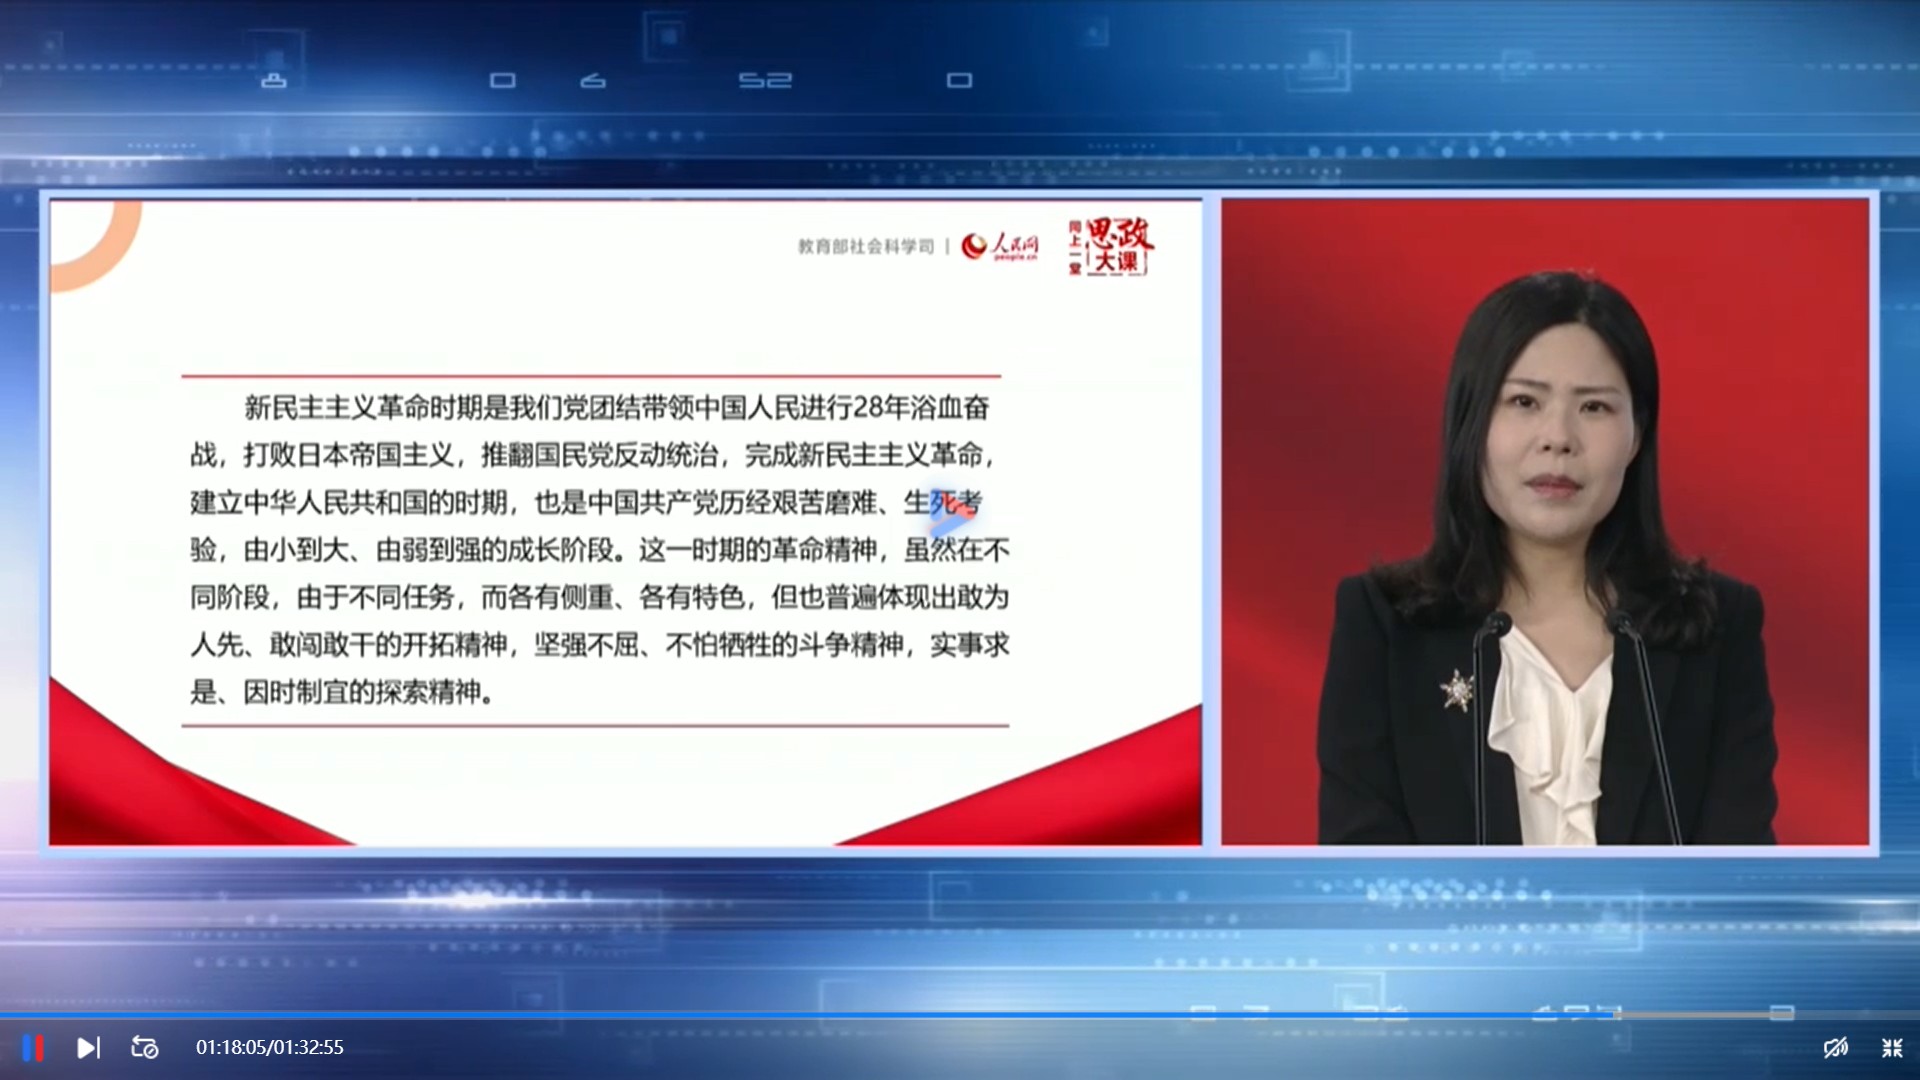 教育部社会科学司 | 人民网
people.cn
同上一堂
思政
大课
新民主主义革命时期是我们党团结带领中国人民进行28年浴血奋
战，打败日本帝国主义，推翻国民党反动统治，完成新民主主义革命，
建立中华人民共和国的时期，也是中国共产党历经艰苦磨难、生死考
验，由小到大、由弱到强的成长阶段。这一时期的革命精神，虽然在不
同阶段，由于不同任务，而各有侧重、各有特色，但也普遍体现出敢为
人先、敢闯敢干的开拓精神，坚强不屈、不怕牺牲的斗争精神，实事求
是、因时制宜的探索精神。
01:18:05/01:32:55